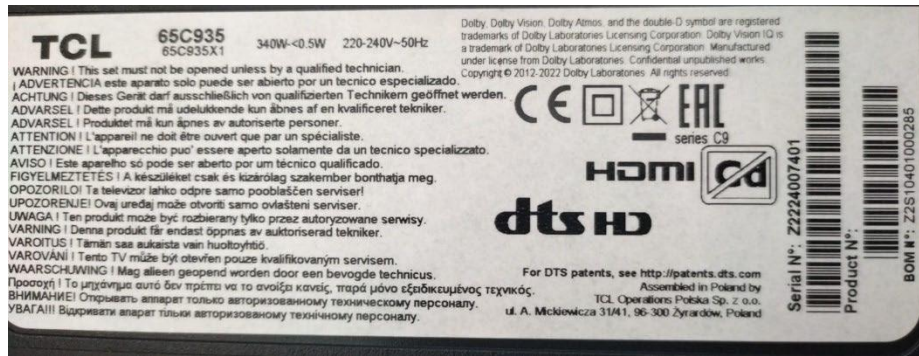 TCL
65C935
65C935X1
340W-<0.5W 220-240V~50Hz
Dolby, Dolby Vision, Dolby Atmos, and the double-D symbol are registered
trademarks of Dolby Laboratories Licensing Corporation. Dolby Vision IQ is
a trademark of Dolby Laboratories Licensing Corporation. Manufactured
under license from Dolby Laboratories. Confidential unpublished works.
Copyright © 2012-2022 Dolby Laboratories. All rights reserved.
WARNING ! This set must not be opened unless by a qualified technician.
¡ ADVERTENCIA este aparato solo puede ser abierto por un tecnico especializado.
ACHTUNG ! Dieses Gerät darf ausschließlich von qualifizierten Technikern geöffnet werden.
ADVARSEL ! Dette produkt må udelukkende kun åbnes af en kvalificeret tekniker.
ADVARSEL ! Produktet må kun åpnes av autoriserte personer.
ATTENTION ! L'appareil ne doit être ouvert que par un spécialiste.
ATTENZIONE ! L'apparecchio puo' essere aperto solamente da un tecnico specializzato.
AVISO ! Este aparelho só pode ser aberto por um técnico qualificado.
FIGYELMEZTETÉS ! A készüléket csak és kizárólag szakember bonthatja meg.
OPOZORILO! Ta televizor lahko odpre samo pooblaščen serviser!
UPOZORENJE! Ovaj uređaj može otvoriti samo ovlašteni serviser.
UWAGA ! Ten produkt może być rozbierany tylko przez autoryzowane serwisy.
VARNING ! Denna produkt får endast öppnas av auktoriserad tekniker.
VAROITUS ! Tämän saa aukaista vain huoltoyhtiö.
VAROVÁNÍ ! Tento TV může být otevřen pouze kvalifikovaným servisem.
WAARSCHUWING ! Mag alleen geopend worden door een bevogde technicus.
Προσοχή ! Το μηχάνημα αυτό δεν πρέπει να το ανοίξει κανείς, παρά μόνο εξειδικευμένος τεχνικός.
ВНИМАНИЕ! Открывать аппарат только авторизованному техническому персоналу.
УВАГА!!! Відкривати апарат тільки авторизованому технічному персоналу.
CE EAC
series C9
HDMI
dts HD
For DTS patents, see http://patents.dts.com
Assembled in Poland by
TCL Operations Polska Sp. z o.o.
ul. A. Mickiewicza 31/41, 96-300 Żyrardów, Poland
Serial N°: Z2224007401
Product N°:
BOM N°: Z2S10401000285